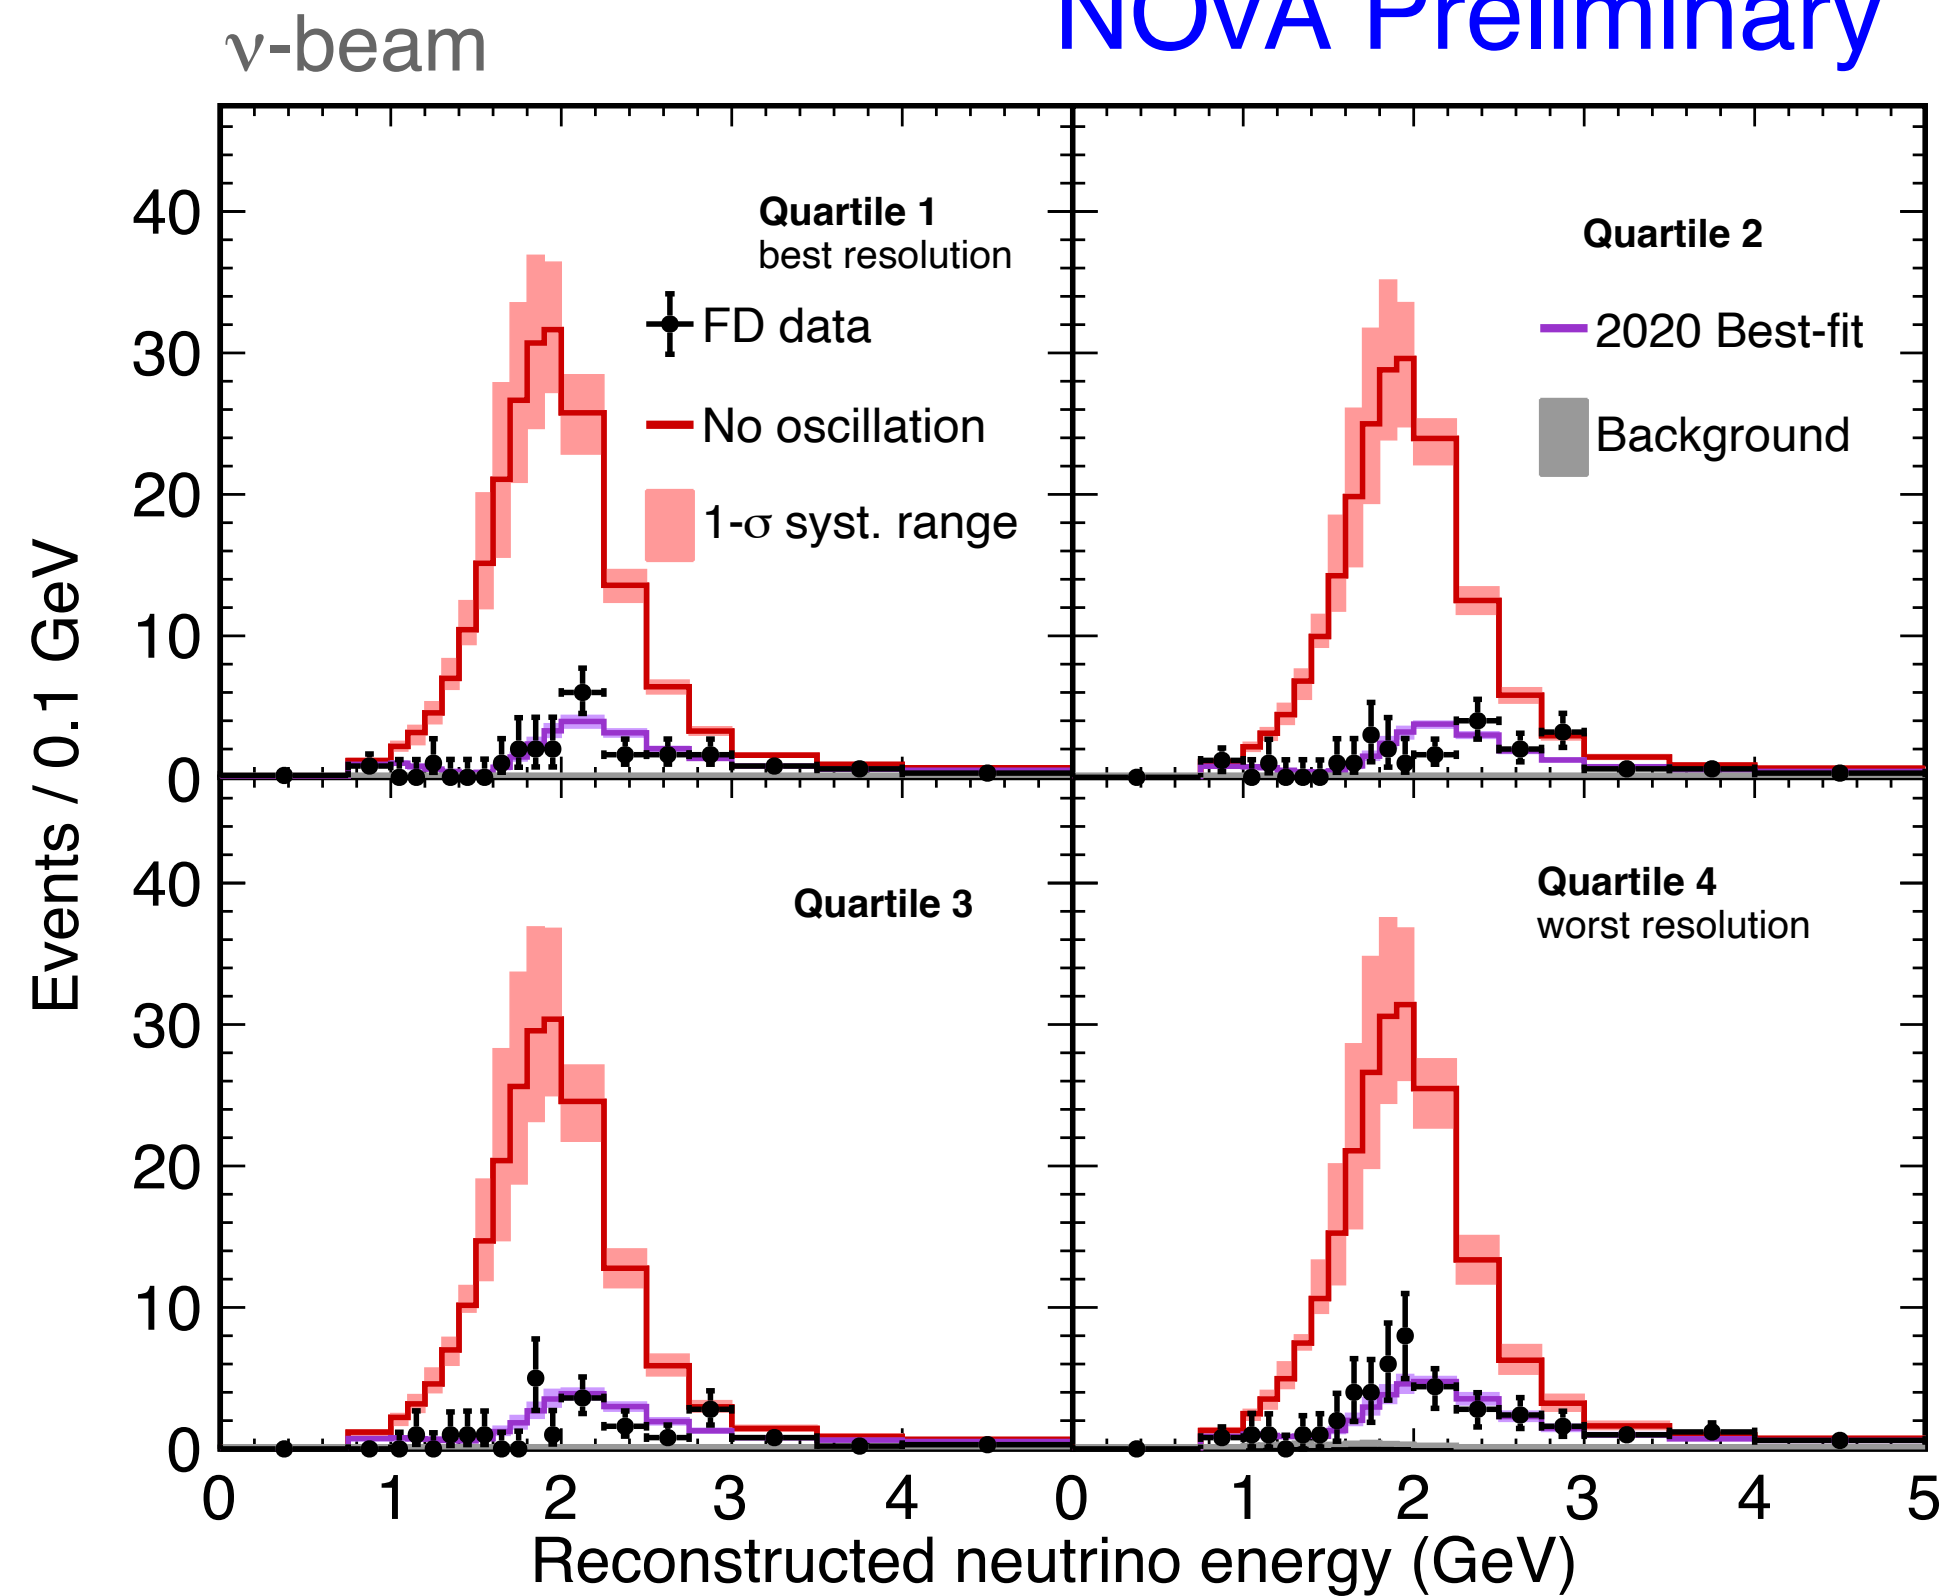 ν-beam
NOvA Preliminary
Quartile 1
best resolution
FD data
No oscillation
1-σ syst. range
Quartile 2
2020 Best-fit
Background
Quartile 3
Quartile 4
worst resolution
Events / 0.1 GeV
40
30
20
10
0
40
30
20
10
0
0 1 2 3 4 0 1 2 3 4 5
Reconstructed neutrino energy (GeV)